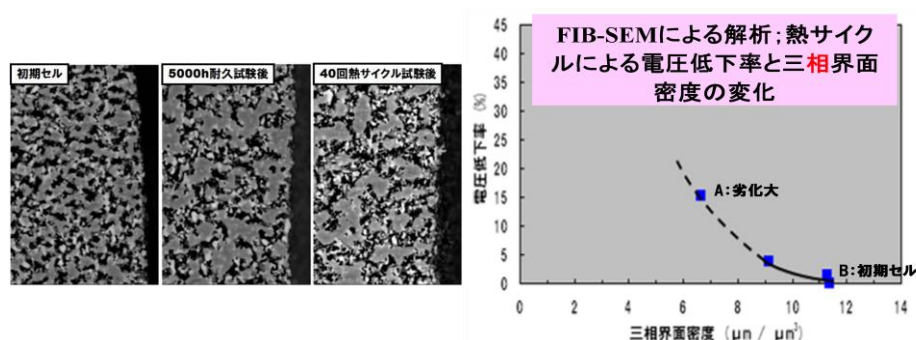 初期セル
5000h耐久試験後
40回熱サイクル試験後
FIB-SEMによる解析;熱サイク
ルによる電圧低下率と三相界面
密度の変化
電圧低下率 (%)
45
40
35
30
25
20
15
10
5
0
A:劣化大
B:初期セル
0 2 4 6 8 10 12 14
三相界面密度 (μn / μn³)